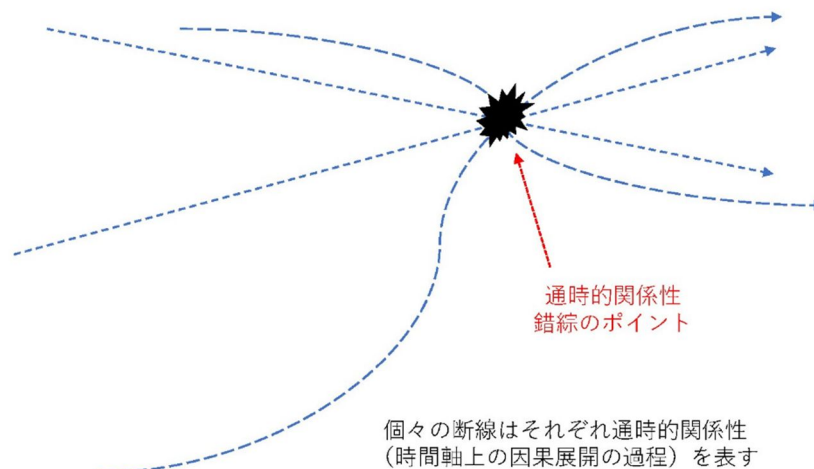 通時的関係性
錯綜のポイント
個々の断線はそれぞれ通時的関係性
（時間軸上の因果展開の過程）を表す